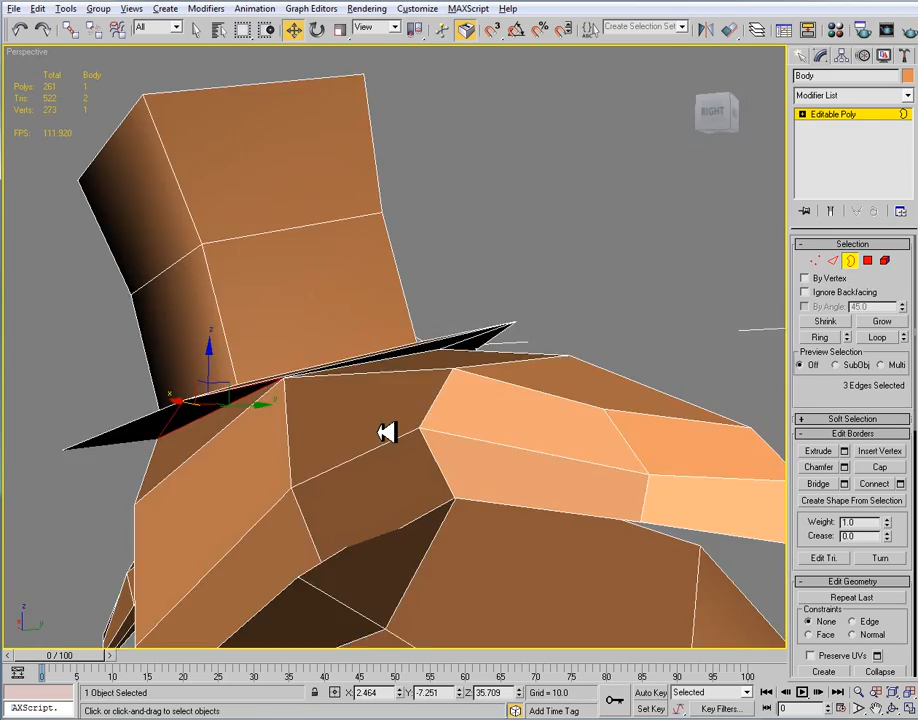 File Edit Tools Group Views Create Modifiers Animation Graph Editors Rendering Customize MAXScript Help
All View Create Selection Set
Perspective
Total Body
Polys: 261 1
Tris: 522 2
Verts: 273 1
FPS: 111.920
RIGHT
z
x
y
z
x
y
Body
Modifier List
Editable Poly
- Selection
By Vertex
Ignore Backfacing
By Angle: 45.0
Shrink Grow
Ring Loop
Preview Selection
Off SubObj Multi
3 Edges Selected
+ Soft Selection
- Edit Borders
Extrude Insert Vertex
Chamfer Cap
Bridge Connect
Create Shape From Selection
Weight: 1.0
Crease: 0.0
Edit Tri. Turn
- Edit Geometry
Repeat Last
Constraints
None Edge
Face Normal
Preserve UVs
Create Collapse
< 0 / 100 >
0 5 10 15 20 25 30 35 40 45 50 55 60 65 70 75 80 85 90 95 100
1 Object Selected X: 2.464 Y: -7.251 Z: 35.709 Grid = 10.0 Auto Key Selected
AXScript. Click or click-and-drag to select objects Add Time Tag Set Key Key Filters... 0